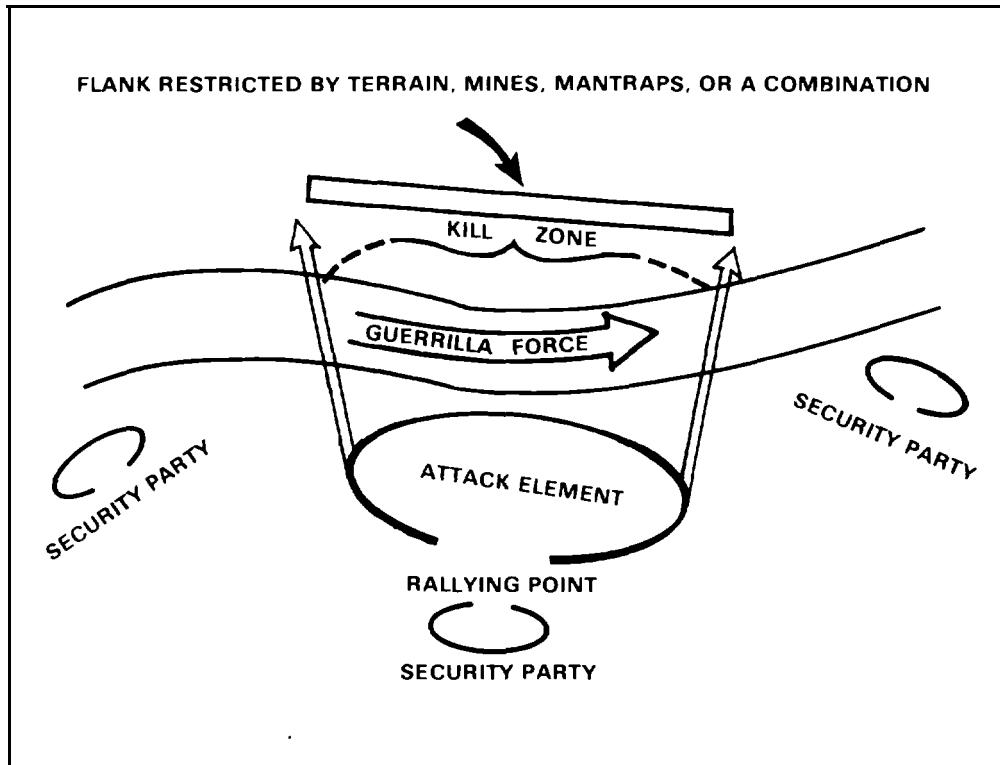 FLANK RESTRICTED BY TERRAIN, MINES, MANTRAPS, OR A COMBINATION
KILL ZONE
GUERRILLA FORCE
ATTACK ELEMENT
SECURITY PARTY
SECURITY PARTY
RALLYING POINT
SECURITY PARTY